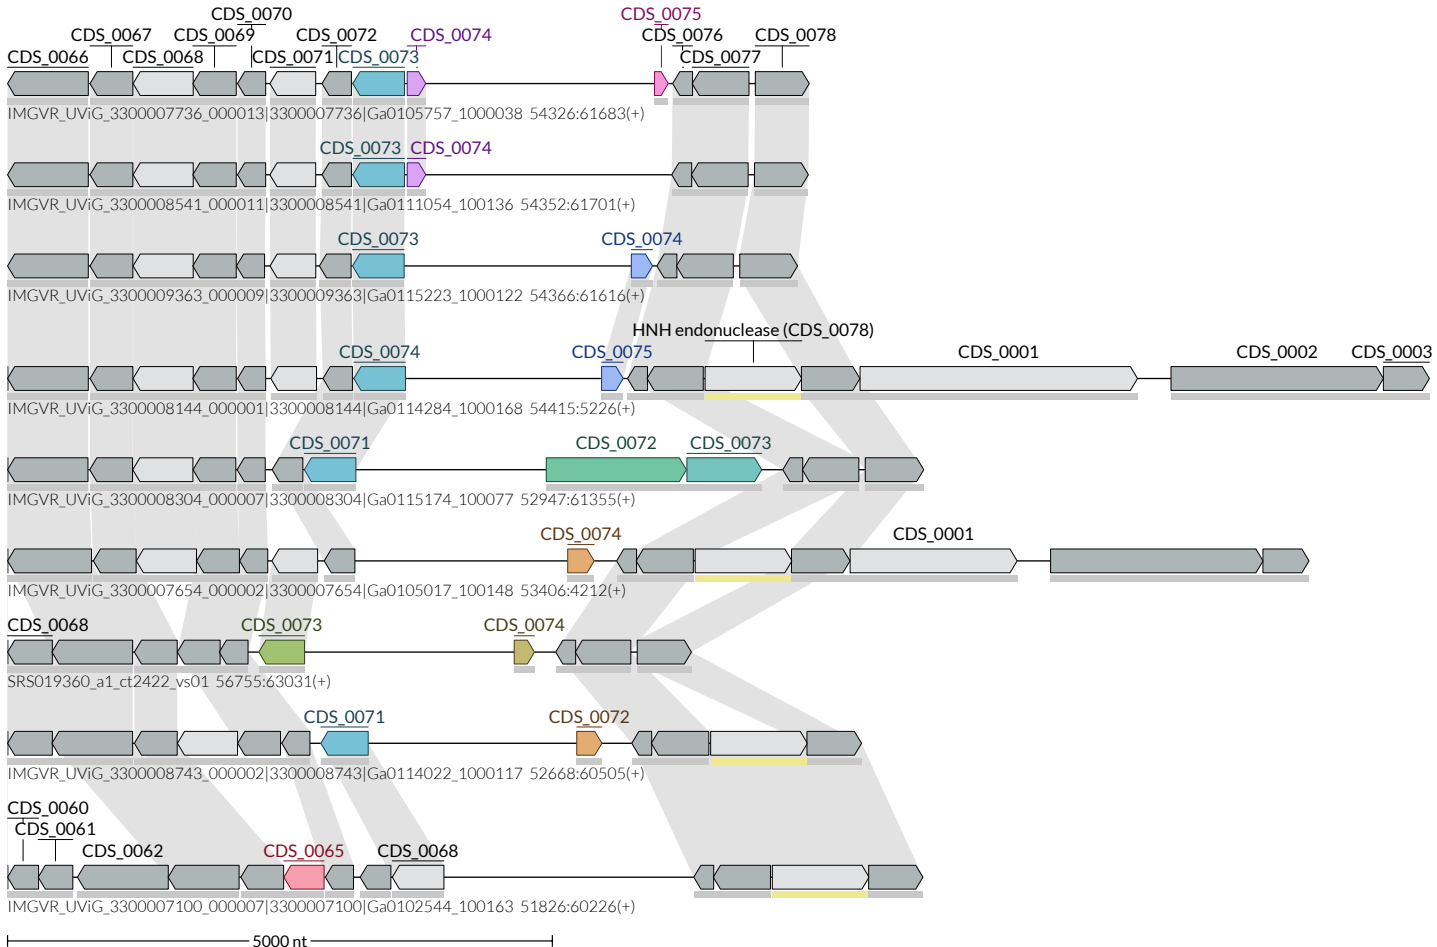 CDS_0070
CDS_0075
CDS_0067 CDS_0069 CDS_0072 CDS_0074 CDS_0076 CDS_0078
CDS_0066 CDS_0068 CDS_0071 CDS_0073 CDS_0077
IMGVR_UViG_3300007736_000013|3300007736|Ga0105757_1000038 54326:61683(+)
CDS_0073 CDS_0074
IMGVR_UViG_3300008541_000011|3300008541|Ga0111054_100136 54352:61701(+)
CDS_0073 CDS_0074
IMGVR_UViG_3300009363_000009|3300009363|Ga0115223_1000122 54366:61616(+)
HNH endonuclease (CDS_0078)
CDS_0074 CDS_0075 CDS_0001 CDS_0002 CDS_0003
IMGVR_UViG_3300008144_000001|3300008144|Ga0114284_1000168 54415:5226(+)
CDS_0071 CDS_0072 CDS_0073
IMGVR_UViG_3300008304_000007|3300008304|Ga0115174_100077 52947:61355(+)
CDS_0074 CDS_0001
IMGVR_UViG_3300007654_000002|3300007654|Ga0105017_100148 53406:4212(+)
CDS_0068 CDS_0073 CDS_0074
SRS019360_a1_ct2422_vs01 56755:63031(+)
CDS_0071 CDS_0072
IMGVR_UViG_3300008743_000002|3300008743|Ga0114022_1000117 52668:60505(+)
CDS_0060
CDS_0061
CDS_0062 CDS_0065 CDS_0068
IMGVR_UViG_3300007100_000007|3300007100|Ga0102544_100163 51826:60226(+)
5000 nt